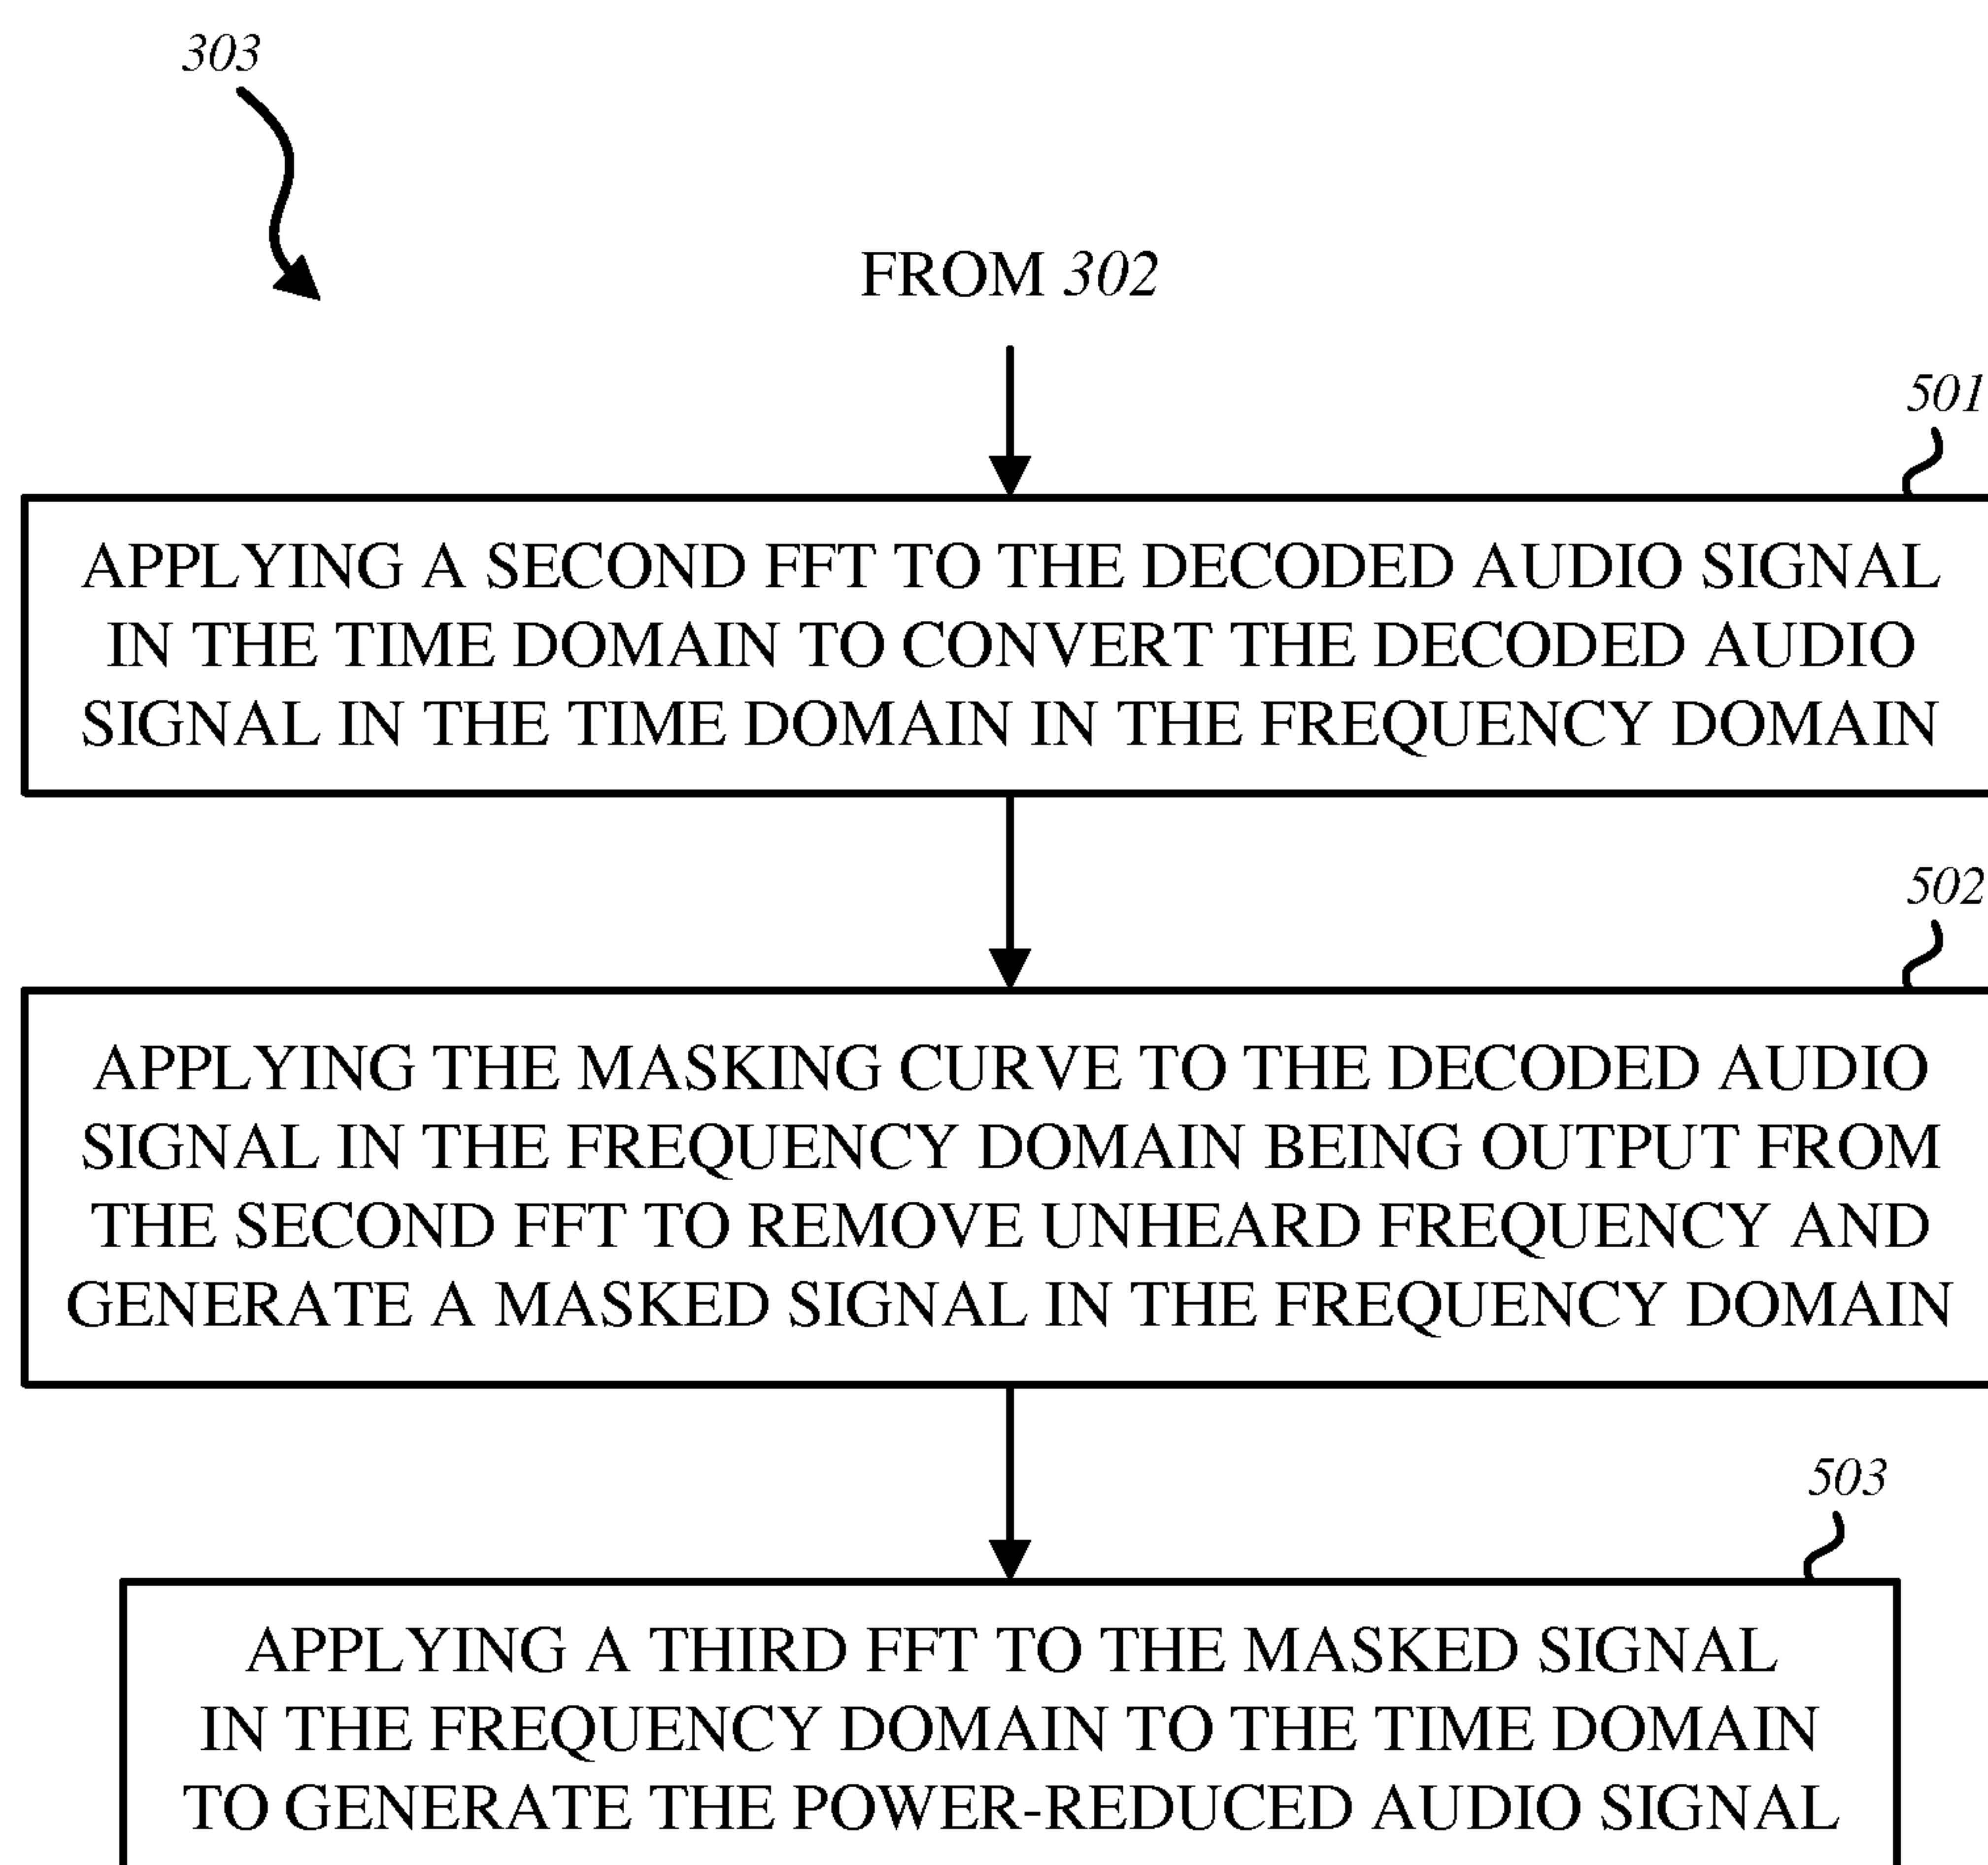 303
FROM 302
501
APPLYING A SECOND FFT TO THE DECODED AUDIO SIGNAL
IN THE TIME DOMAIN TO CONVERT THE DECODED AUDIO
SIGNAL IN THE TIME DOMAIN IN THE FREQUENCY DOMAIN
502
APPLYING THE MASKING CURVE TO THE DECODED AUDIO
SIGNAL IN THE FREQUENCY DOMAIN BEING OUTPUT FROM
THE SECOND FFT TO REMOVE UNHEARD FREQUENCY AND
GENERATE A MASKED SIGNAL IN THE FREQUENCY DOMAIN
503
APPLYING A THIRD FFT TO THE MASKED SIGNAL
IN THE FREQUENCY DOMAIN TO THE TIME DOMAIN
TO GENERATE THE POWER-REDUCED AUDIO SIGNAL